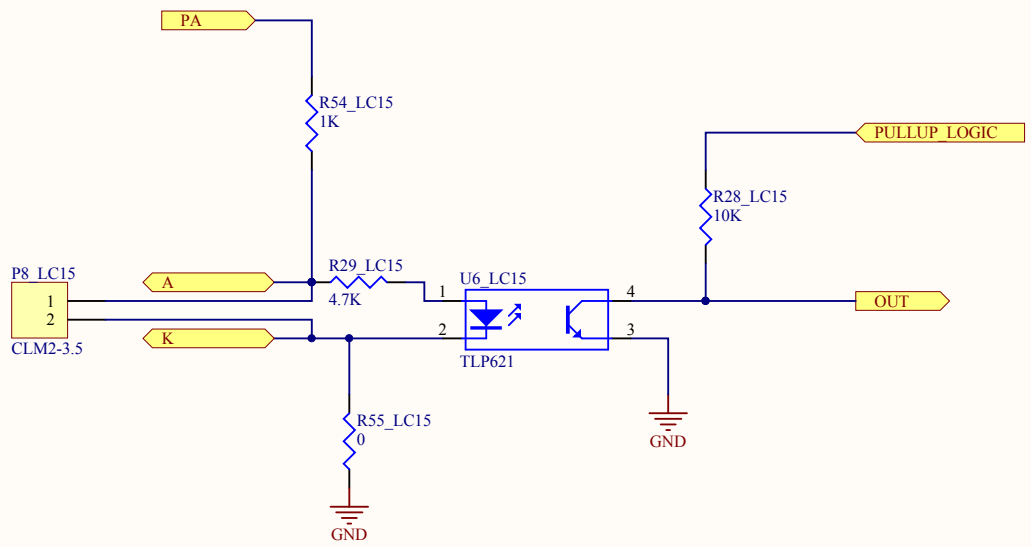 PA
R54_LC15
1K
PULLUP_LOGIC
R28_LC15
10K
P8_LC15
A
R29_LC15
4.7K
U6_LC15
1
2
1
2
4
3
OUT
K
CLM2-3.5
TLP621
R55_LC15
0
GND
GND